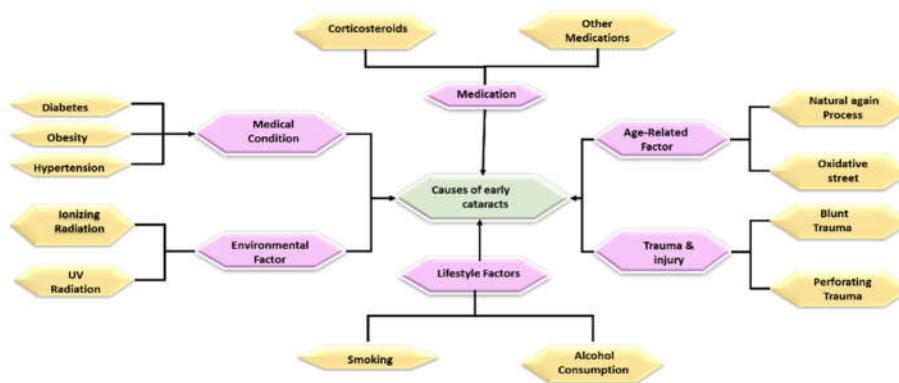 Corticosteroids
Other
Medications
Medication
Diabetes
Obesity
Hypertension
Medical
Condition
Age-Related
Factor
Natural again
Process
Oxidative
street
Causes of early
cataracts
Ionizing
Radiation
UV
Radiation
Environmental
Factor
Lifestyle Factors
Trauma &
injury
Blunt
Trauma
Perforating
Trauma
Smoking
Alcohol
Consumption